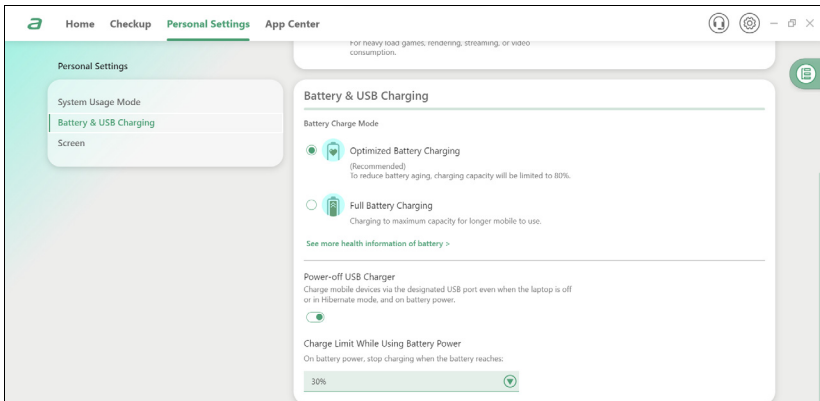 a Home Checkup Personal Settings App Center
For heavy load games, rendering, streaming, or video
consumption.
Personal Settings
System Usage Mode
Battery & USB Charging
Screen
Battery & USB Charging
Battery Charge Mode
Optimized Battery Charging
(Recommended)
To reduce battery aging, charging capacity will be limited to 80%.
Full Battery Charging
Charging to maximum capacity for longer mobile to use.
See more health information of battery >
Power-off USB Charger
Charge mobile devices via the designated USB port even when the laptop is off
or in Hibernate mode, and on battery power.
Charge Limit While Using Battery Power
On battery power, stop charging when the battery reaches:
30%